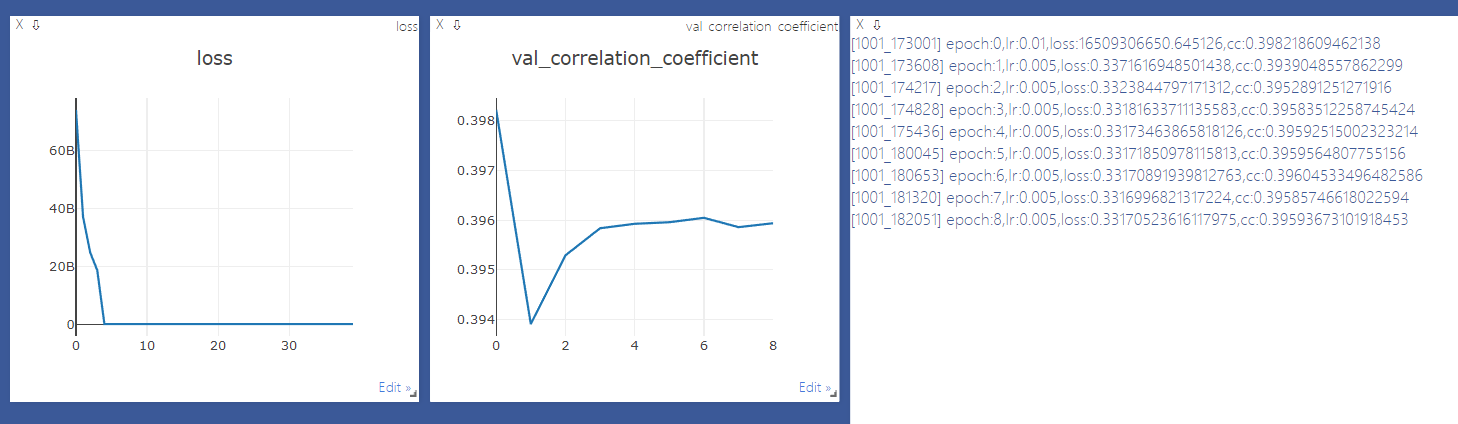 X ⇩ loss
loss
60B
40B
20B
0
0 10 20 30
Edit »
X ⇩ val_correlation_coefficient
val_correlation_coefficient
0.398
0.397
0.396
0.395
0.394
0 2 4 6 8
Edit »
X ⇩
[1001_173001] epoch:0,lr:0.01,loss:16509306650.645126,cc:0.398218609462138
[1001_173608] epoch:1,lr:0.005,loss:0.3371616948501438,cc:0.3939048557862299
[1001_174217] epoch:2,lr:0.005,loss:0.3323844797171312,cc:0.3952891251271916
[1001_174828] epoch:3,lr:0.005,loss:0.33181633711135583,cc:0.39583512258745424
[1001_175436] epoch:4,lr:0.005,loss:0.33173463865818126,cc:0.39592515002323214
[1001_180045] epoch:5,lr:0.005,loss:0.33171850978115813,cc:0.3959564807755156
[1001_180653] epoch:6,lr:0.005,loss:0.33170891939812763,cc:0.39604533496482586
[1001_181320] epoch:7,lr:0.005,loss:0.3316996821317224,cc:0.39585746618022594
[1001_182051] epoch:8,lr:0.005,loss:0.33170523616117975,cc:0.39593673101918453